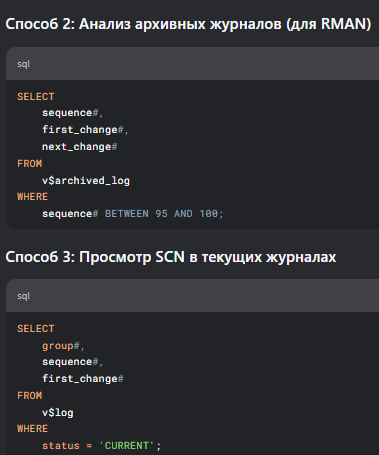 Способ 2: Анализ архивных журналов (для RMAN)
sql
SELECT
    sequence#,
    first_change#,
    next_change#
FROM
    v$archived_log
WHERE
    sequence# BETWEEN 95 AND 100;
Способ 3: Просмотр SCN в текущих журналах
sql
SELECT
    group#,
    sequence#,
    first_change#
FROM
    v$log
WHERE
    status = 'CURRENT';